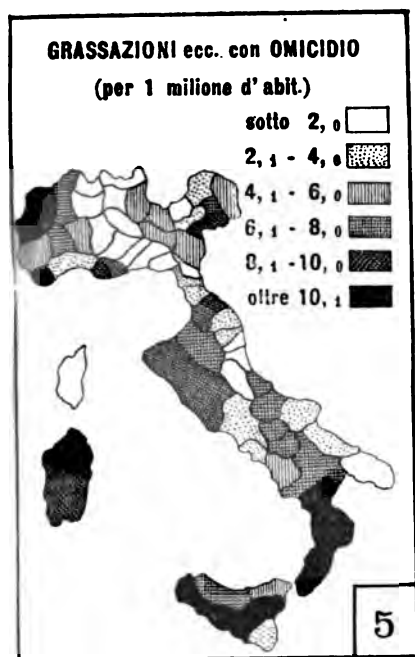 GRASSAZIONI ecc. con OMICIDIO
(per 1 milione d'abit.)
sotto 2,0
2,1 - 4,0
4,1 - 6,0
6,1 - 8,0
8,1 - 10,0
oltre 10,1
5